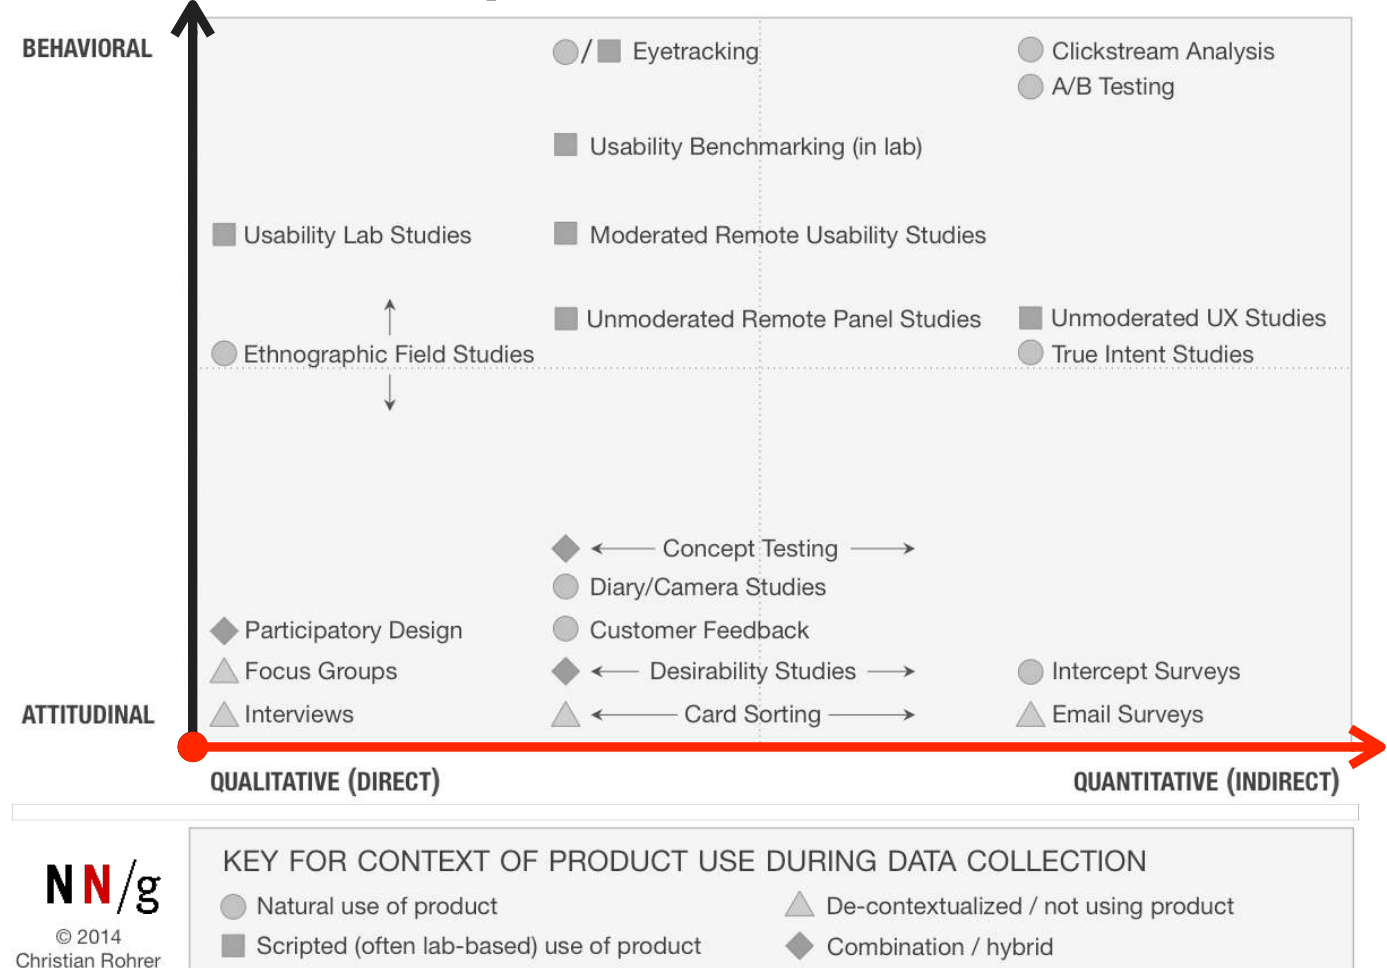 BEHAVIORAL
/ Eyetracking
Clickstream Analysis
A/B Testing
Usability Benchmarking (in lab)
Usability Lab Studies
Moderated Remote Usability Studies
Unmoderated Remote Panel Studies
Unmoderated UX Studies
Ethnographic Field Studies
True Intent Studies
Concept Testing
Diary/Camera Studies
Participatory Design
Customer Feedback
Focus Groups
Desirability Studies
Intercept Surveys
ATTITUDINAL
Interviews
Card Sorting
Email Surveys
QUALITATIVE (DIRECT)
QUANTITATIVE (INDIRECT)
KEY FOR CONTEXT OF PRODUCT USE DURING DATA COLLECTION
Natural use of product
De-contextualized / not using product
Scripted (often lab-based) use of product
Combination / hybrid
NN/g
© 2014
Christian Rohrer